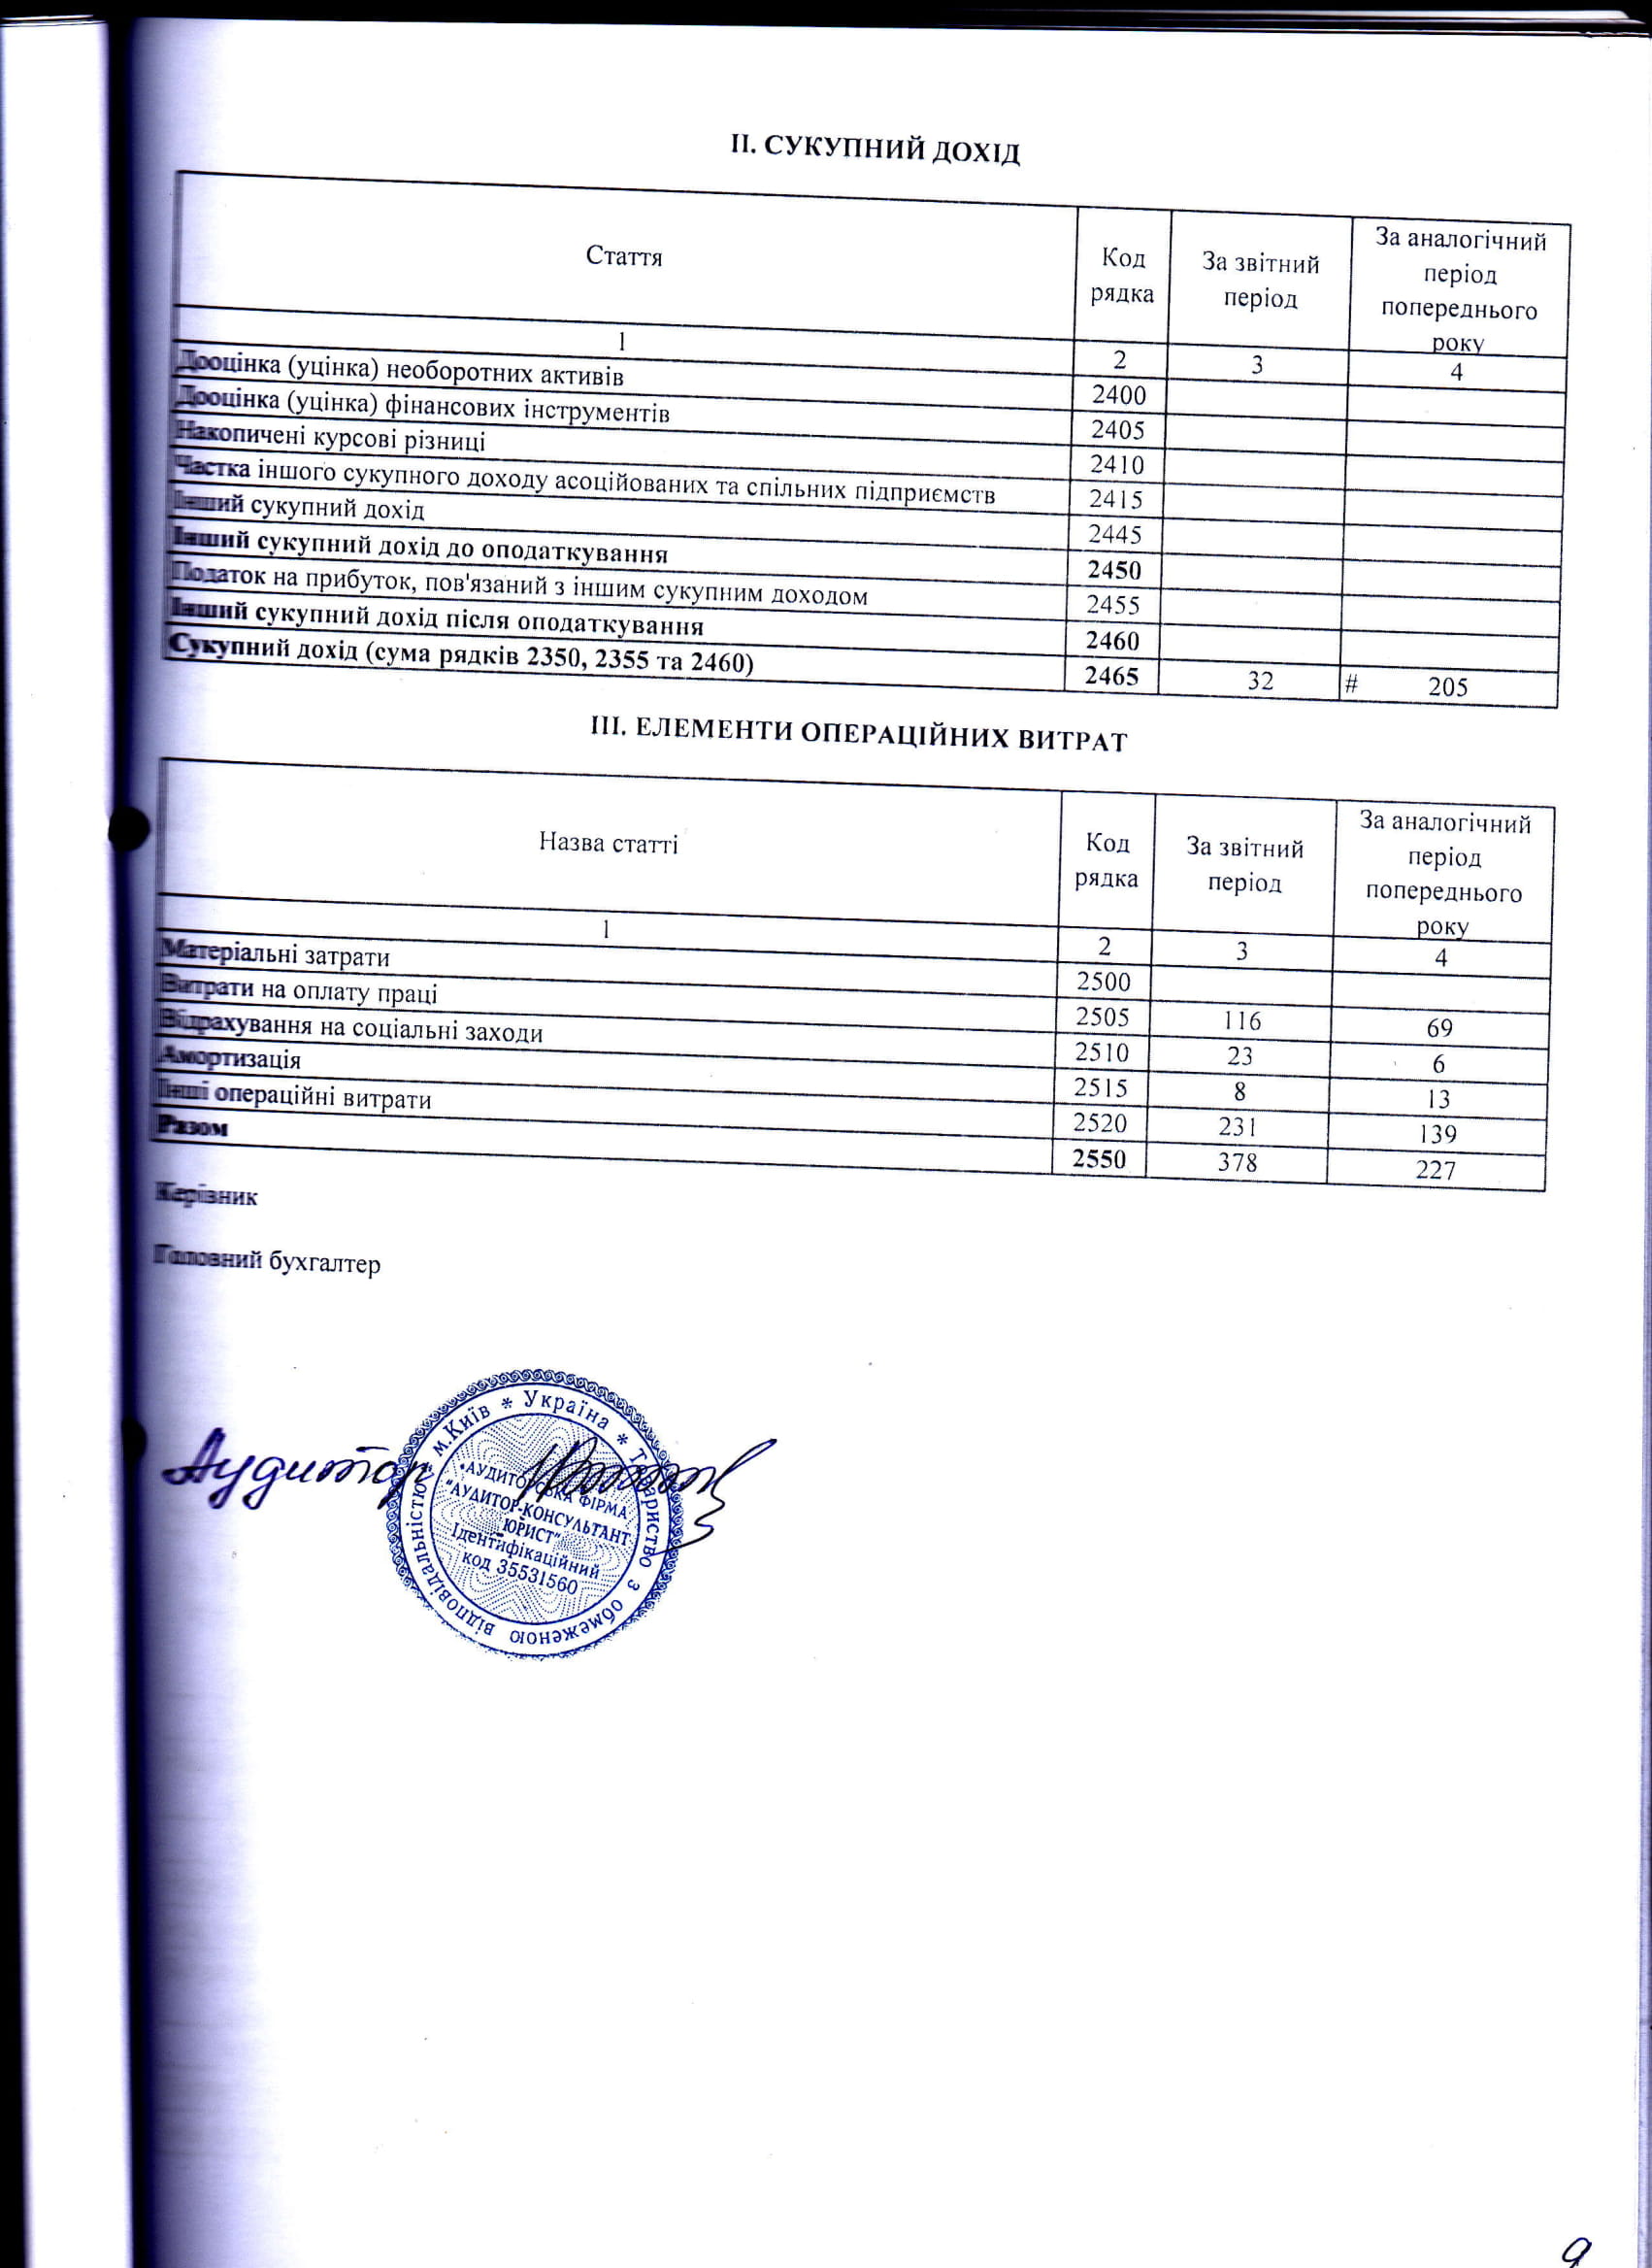 II. СУКУПНИЙ ДОХІД
Стаття Код рядка За звітний період За аналогічний період попереднього року
1 2 3 4
Дооцінка (уцінка) необоротних активів 2400
Дооцінка (уцінка) фінансових інструментів 2405
Накопичені курсові різниці 2410
Частка іншого сукупного доходу асоційованих та спільних підприємств 2415
Інший сукупний дохід 2445
Інший сукупний дохід до оподаткування 2450
Податок на прибуток, пов'язаний з іншим сукупним доходом 2455
Інший сукупний дохід після оподаткування 2460
Сукупний дохід (сума рядків 2350, 2355 та 2460) 2465 32 # 205
III. ЕЛЕМЕНТИ ОПЕРАЦІЙНИХ ВИТРАТ
Назва статті Код рядка За звітний період За аналогічний період попереднього року
1 2 3 4
Матеріальні затрати 2500
Витрати на оплату праці 2505 116 69
Відрахування на соціальні заходи 2510 23 6
Амортизація 2515 8 13
Інші операційні витрати 2520 231 139
Разом 2550 378 227
Керівник
Головний бухгалтер
Аудитор
м.Київ * Україна * Товариство з обмеженою відповідальністю
АУДИТОРСЬКА ФІРМА
"АУДИТОР-КОНСУЛЬТАНТ
ЮРИСТ"
Ідентифікаційний
код 35531560
9